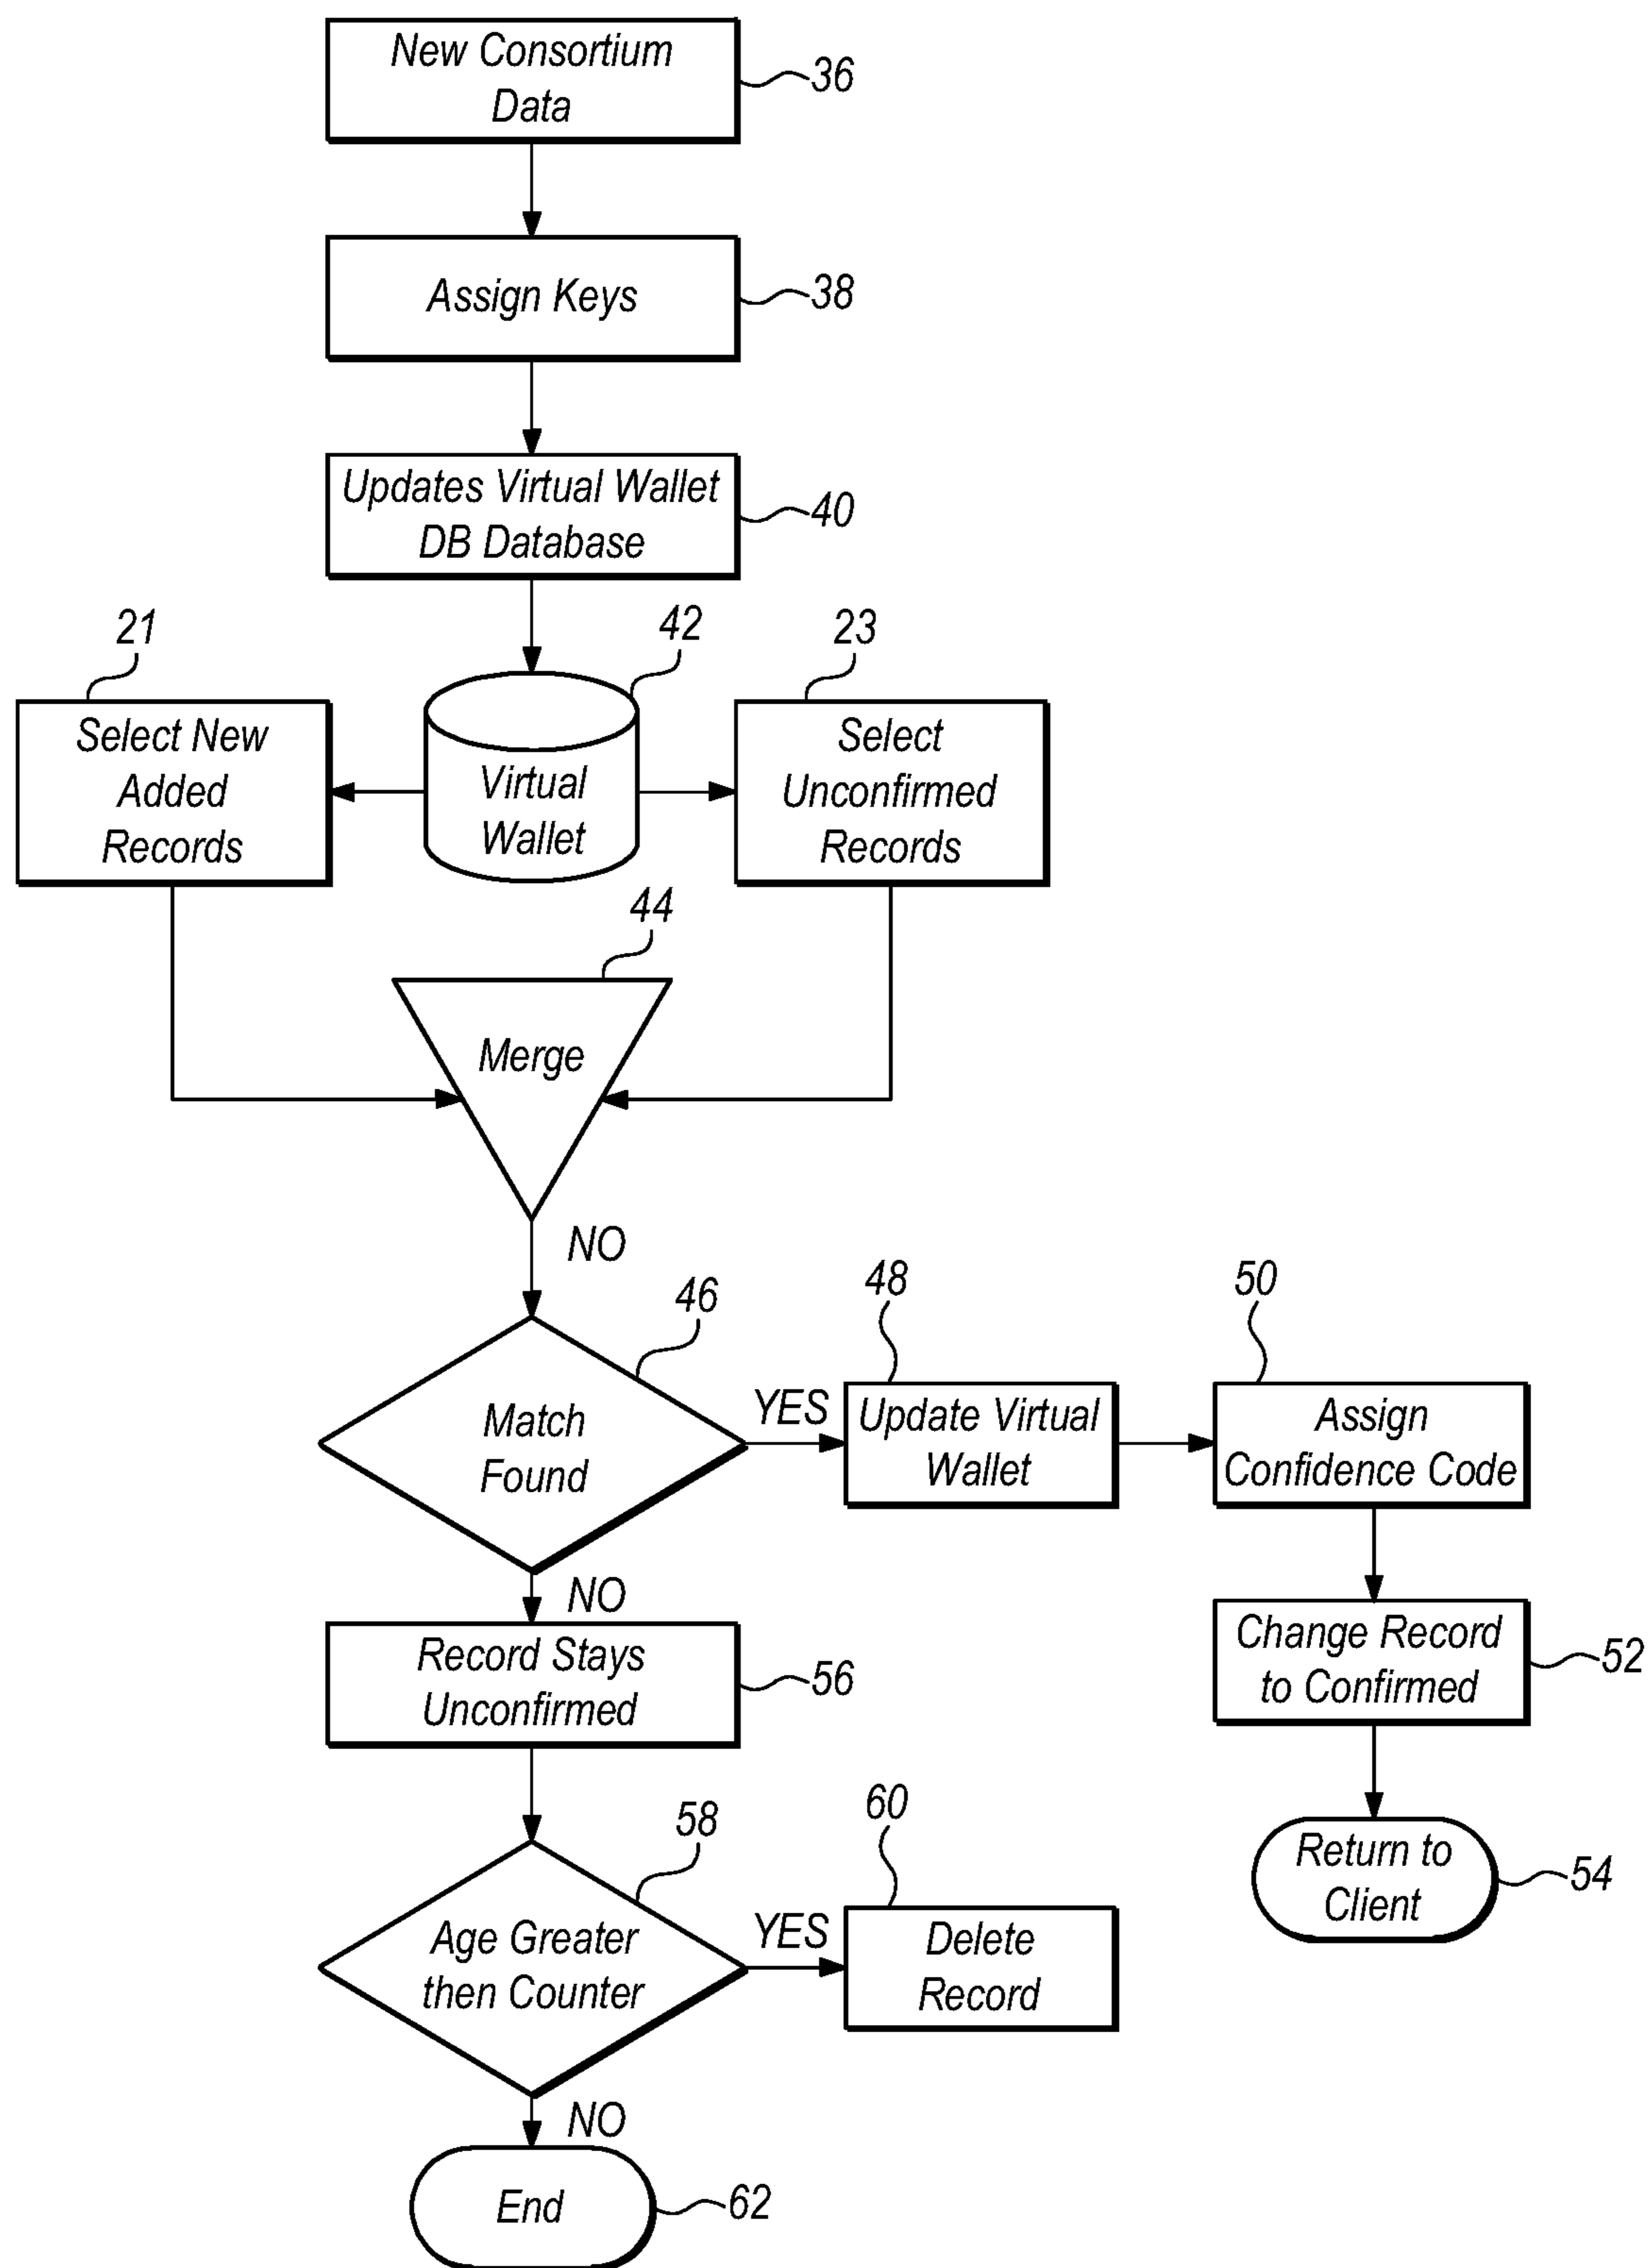 New Consortium
Data
36
Assign Keys
38
Updates Virtual Wallet
DB Database
40
21
42
23
Select New
Added
Records
Virtual
Wallet
Select
Unconfirmed
Records
44
Merge
NO
46
48
50
Match
Found
YES
Update Virtual
Wallet
Assign
Confidence Code
NO
Record Stays
Unconfirmed
56
Change Record
to Confirmed
52
58
60
Age Greater
then Counter
YES
Delete
Record
Return to
Client
54
NO
End
62